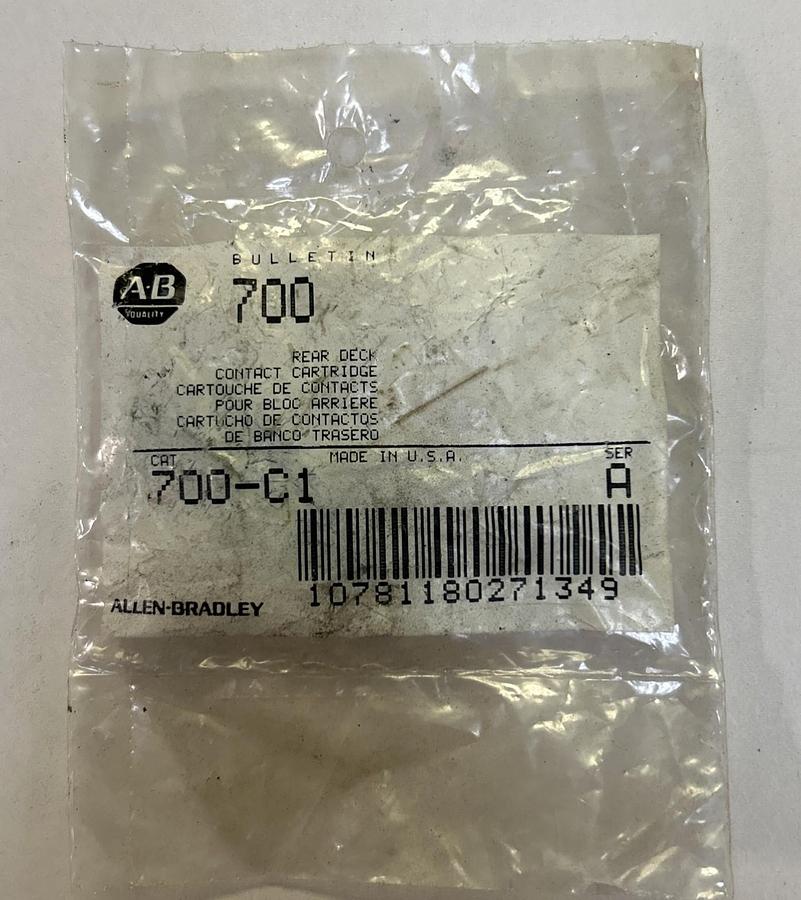 BULLETIN
A·B
QUALITY
700
REAR DECK
CONTACT CARTRIDGE
CARTOUCHE DE CONTACTS
POUR BLOC ARRIERE
CARTUCHO DE CONTACTOS
DE BANCO TRASERO
CAT MADE IN U.S.A. SER
700-C1 A
10781180271349
ALLEN-BRADLEY